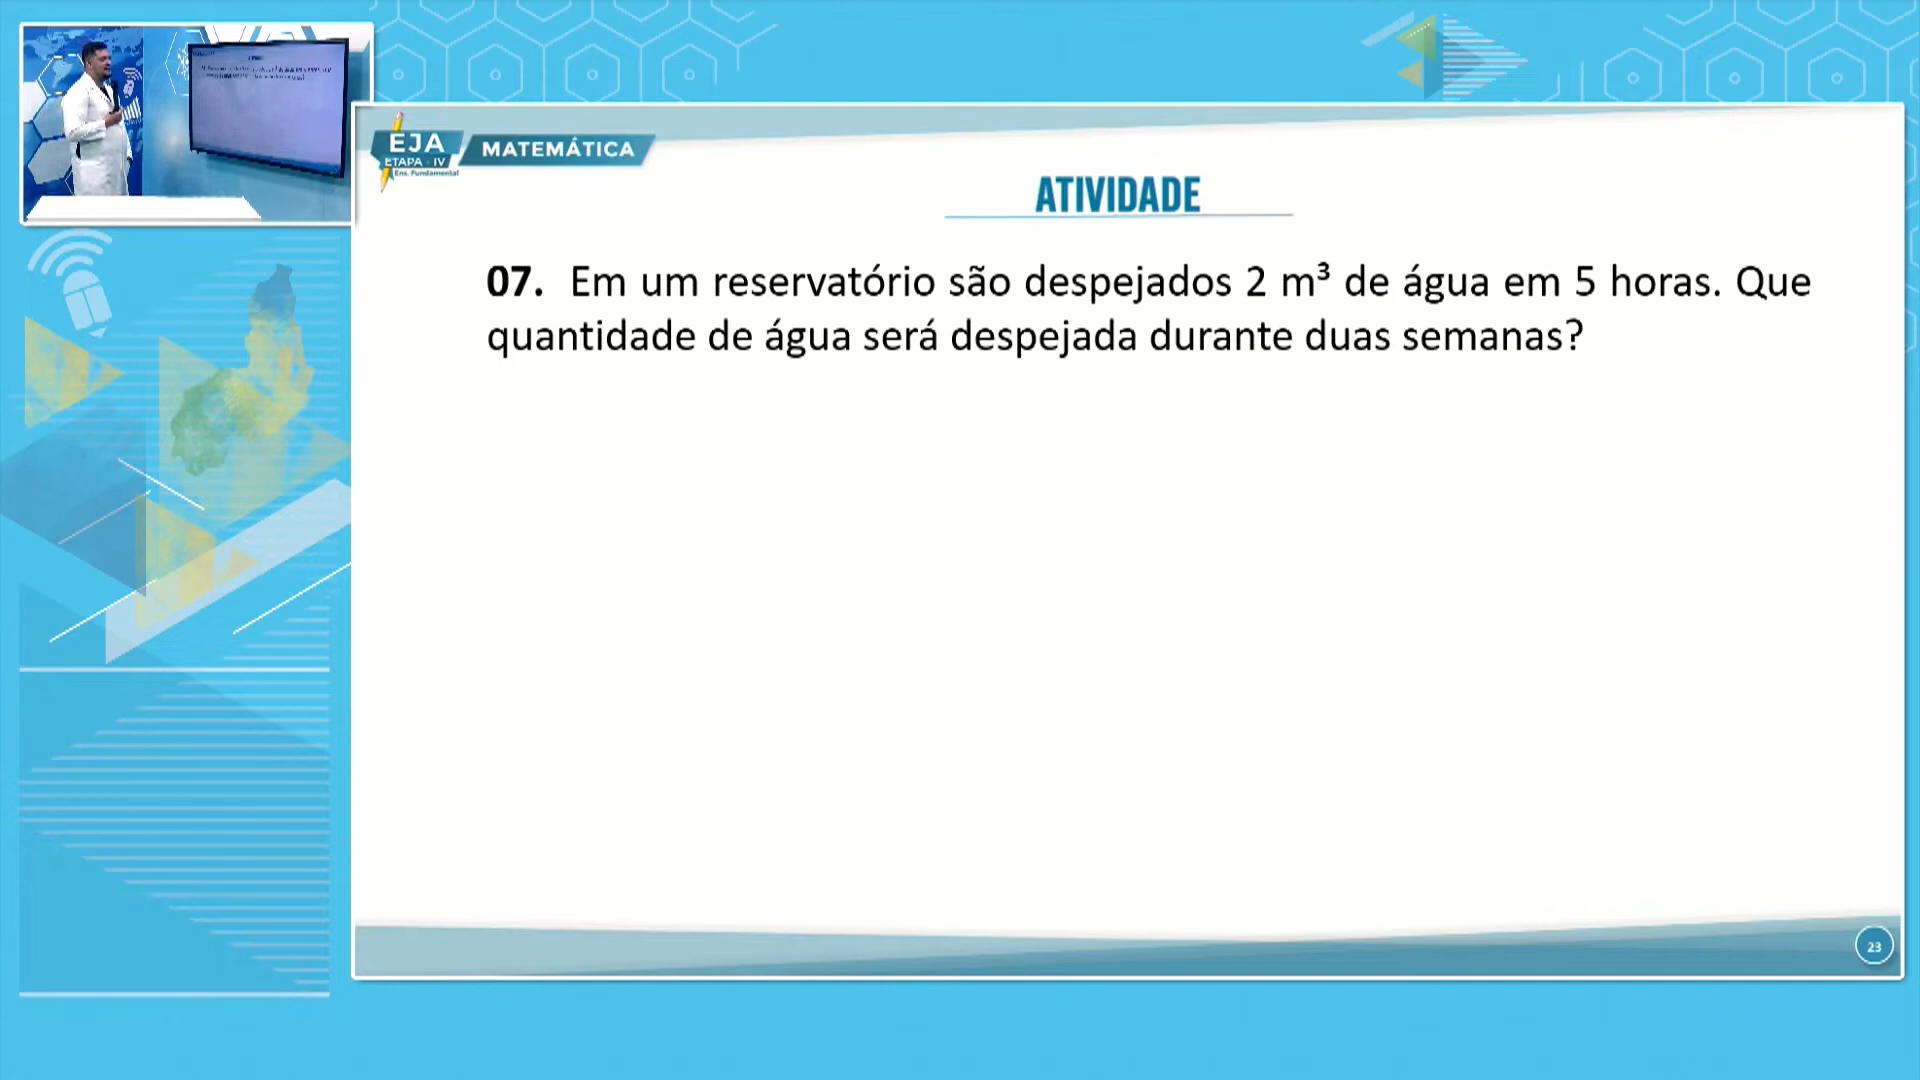 EJA
ETAPA - IV
Ens. Fundamental
MATEMÁTICA
ATIVIDADE
07. Em um reservatório são despejados 2 m³ de água em 5 horas. Que
quantidade de água será despejada durante duas semanas?
23